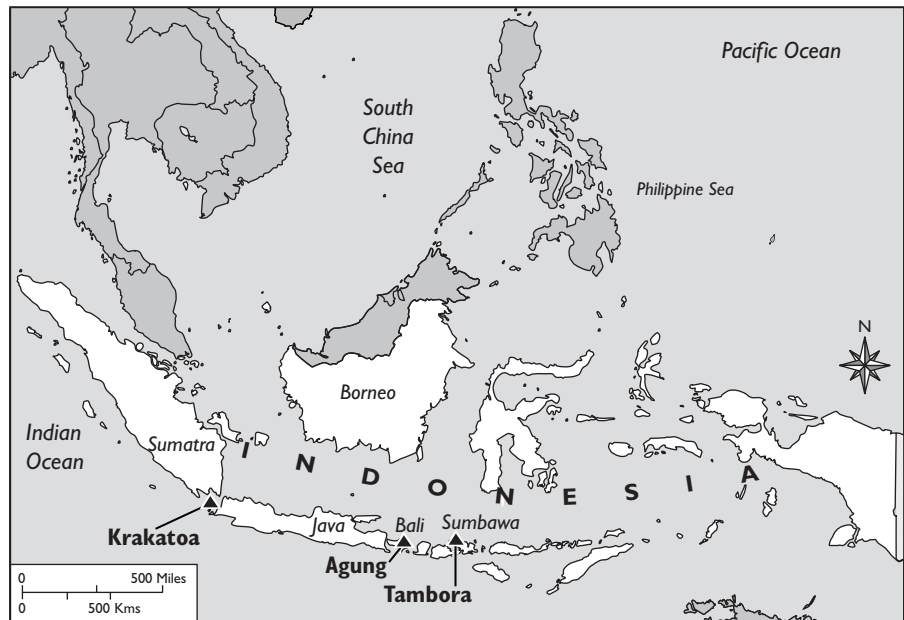 Pacific Ocean
South
China
Sea
Philippine Sea
N
Borneo
Indian
Ocean
Sumatra
INDONESIA
Krakatoa
Java
Bali
Sumbawa
Agung
Tambora
0 500 Miles
0 500 Kms